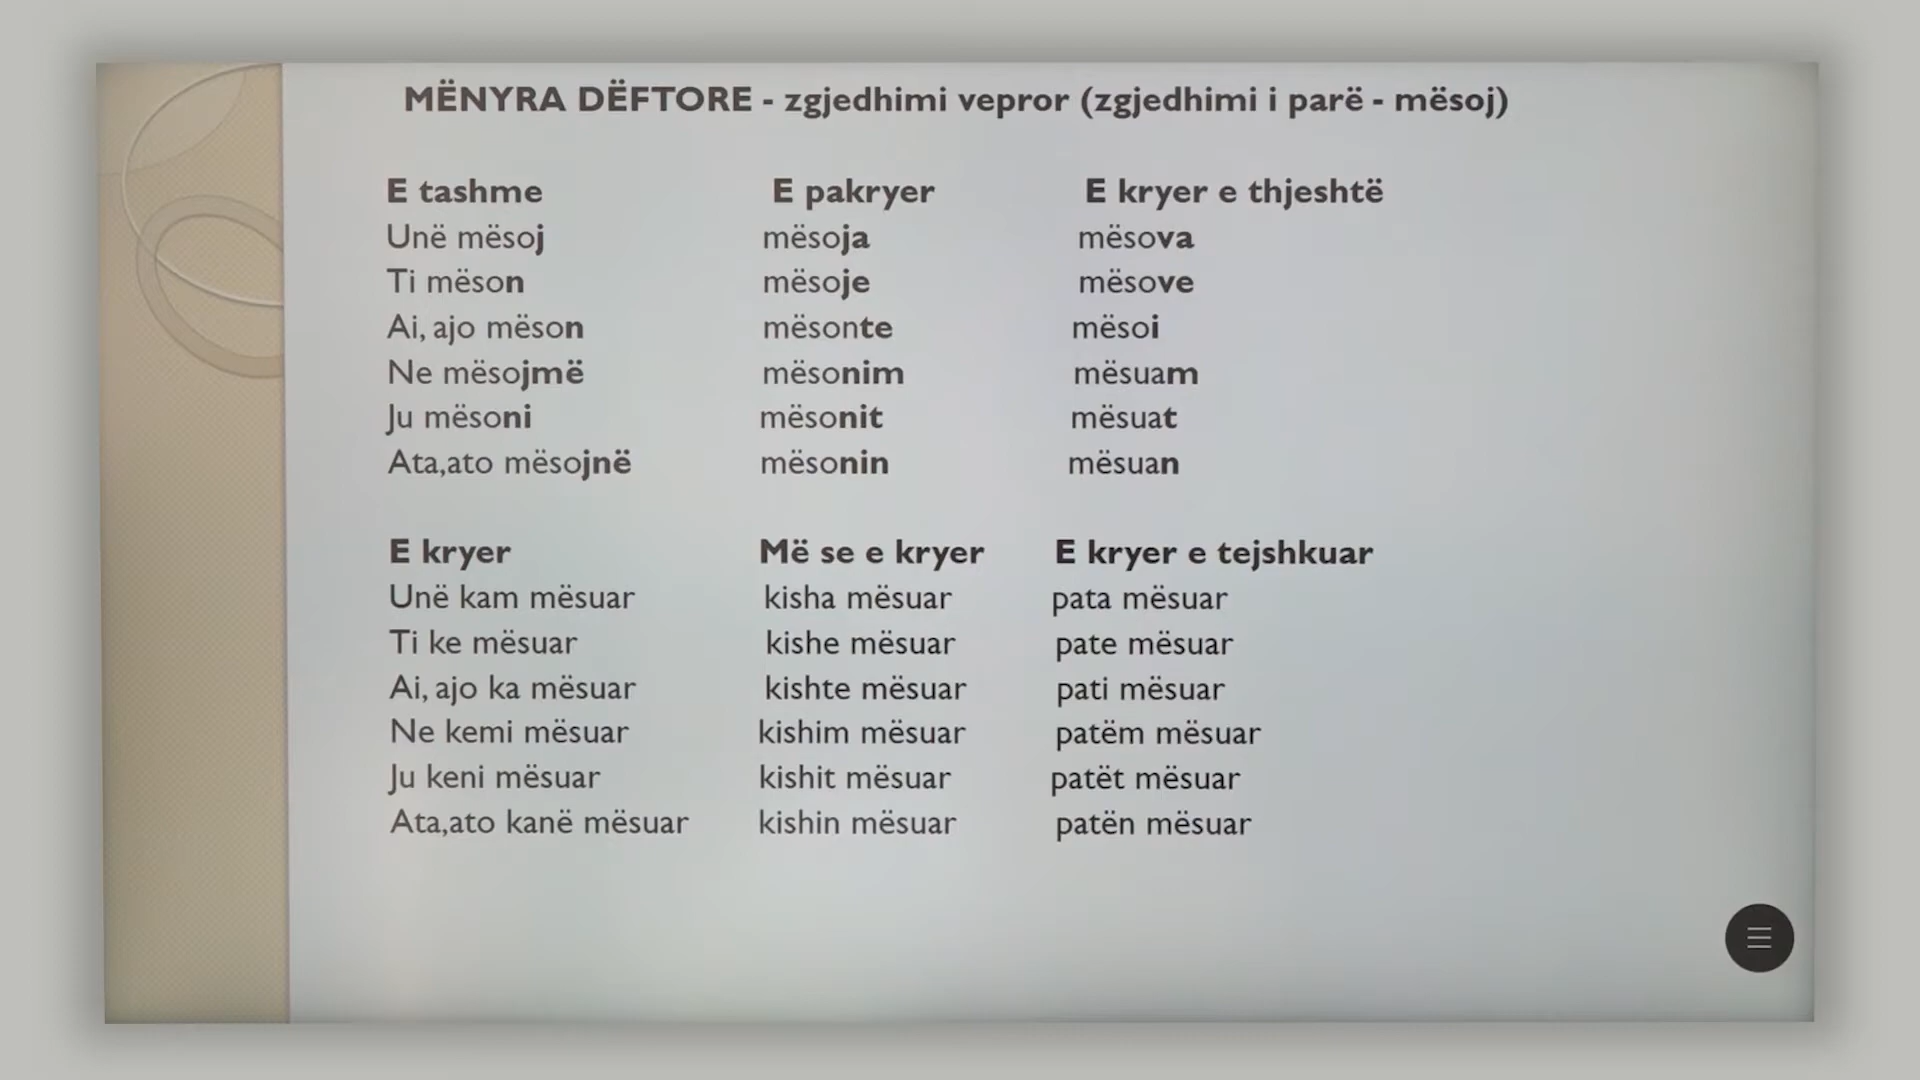 MËNYRA DËFTORE - zgjedhimi vepror (zgjedhimi i parë - mësoj)
E tashme E pakryer E kryer e thjeshtë
Unë mësoj mësoja mësova
Ti mëson mësoje mësove
Ai, ajo mëson mësonte mësoi
Ne mësojmë mësonim mësuam
Ju mësoni mësonit mësuat
Ata,ato mësojnë mësonin mësuan
E kryer Më se e kryer E kryer e tejshkuar
Unë kam mësuar kisha mësuar pata mësuar
Ti ke mësuar kishe mësuar pate mësuar
Ai, ajo ka mësuar kishte mësuar pati mësuar
Ne kemi mësuar kishim mësuar patëm mësuar
Ju keni mësuar kishit mësuar patët mësuar
Ata,ato kanë mësuar kishin mësuar patën mësuar